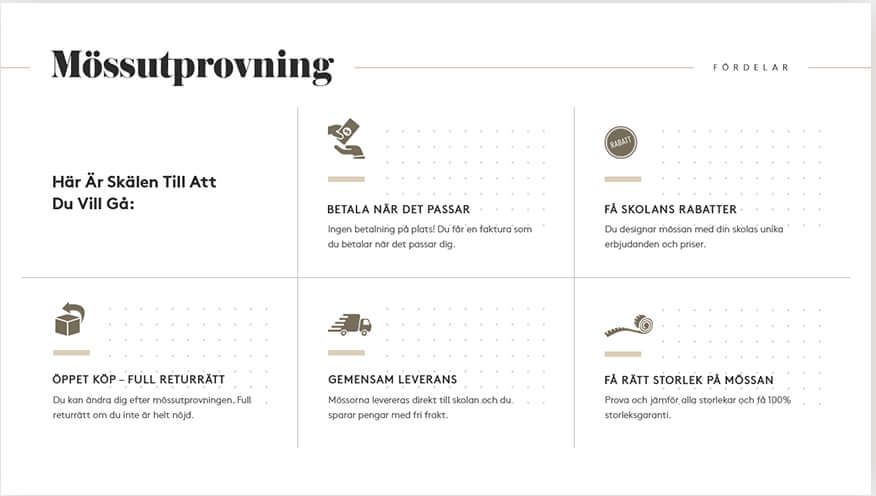 Mössutprovning
FÖRDELAR
Här Är Skälen Till Att
Du Vill Gå:
BETALA NÄR DET PASSAR
Ingen betalning på plats! Du får en faktura som
du betalar när det passar dig.
RABATT
FÅ SKOLANS RABATTER
Du designar mössan med din skolas unika
erbjudanden och priser.
ÖPPET KÖP – FULL RETURRÄTT
Du kan ändra dig efter mössutprovningen. Full
returrätt om du inte är helt nöjd.
GEMENSAM LEVERANS
Mössorna levereras direkt till skolan och du
sparar pengar med fri frakt.
FÅ RÄTT STORLEK PÅ MÖSSAN
Prova och jämför alla storlekar och få 100%
storleksgaranti.